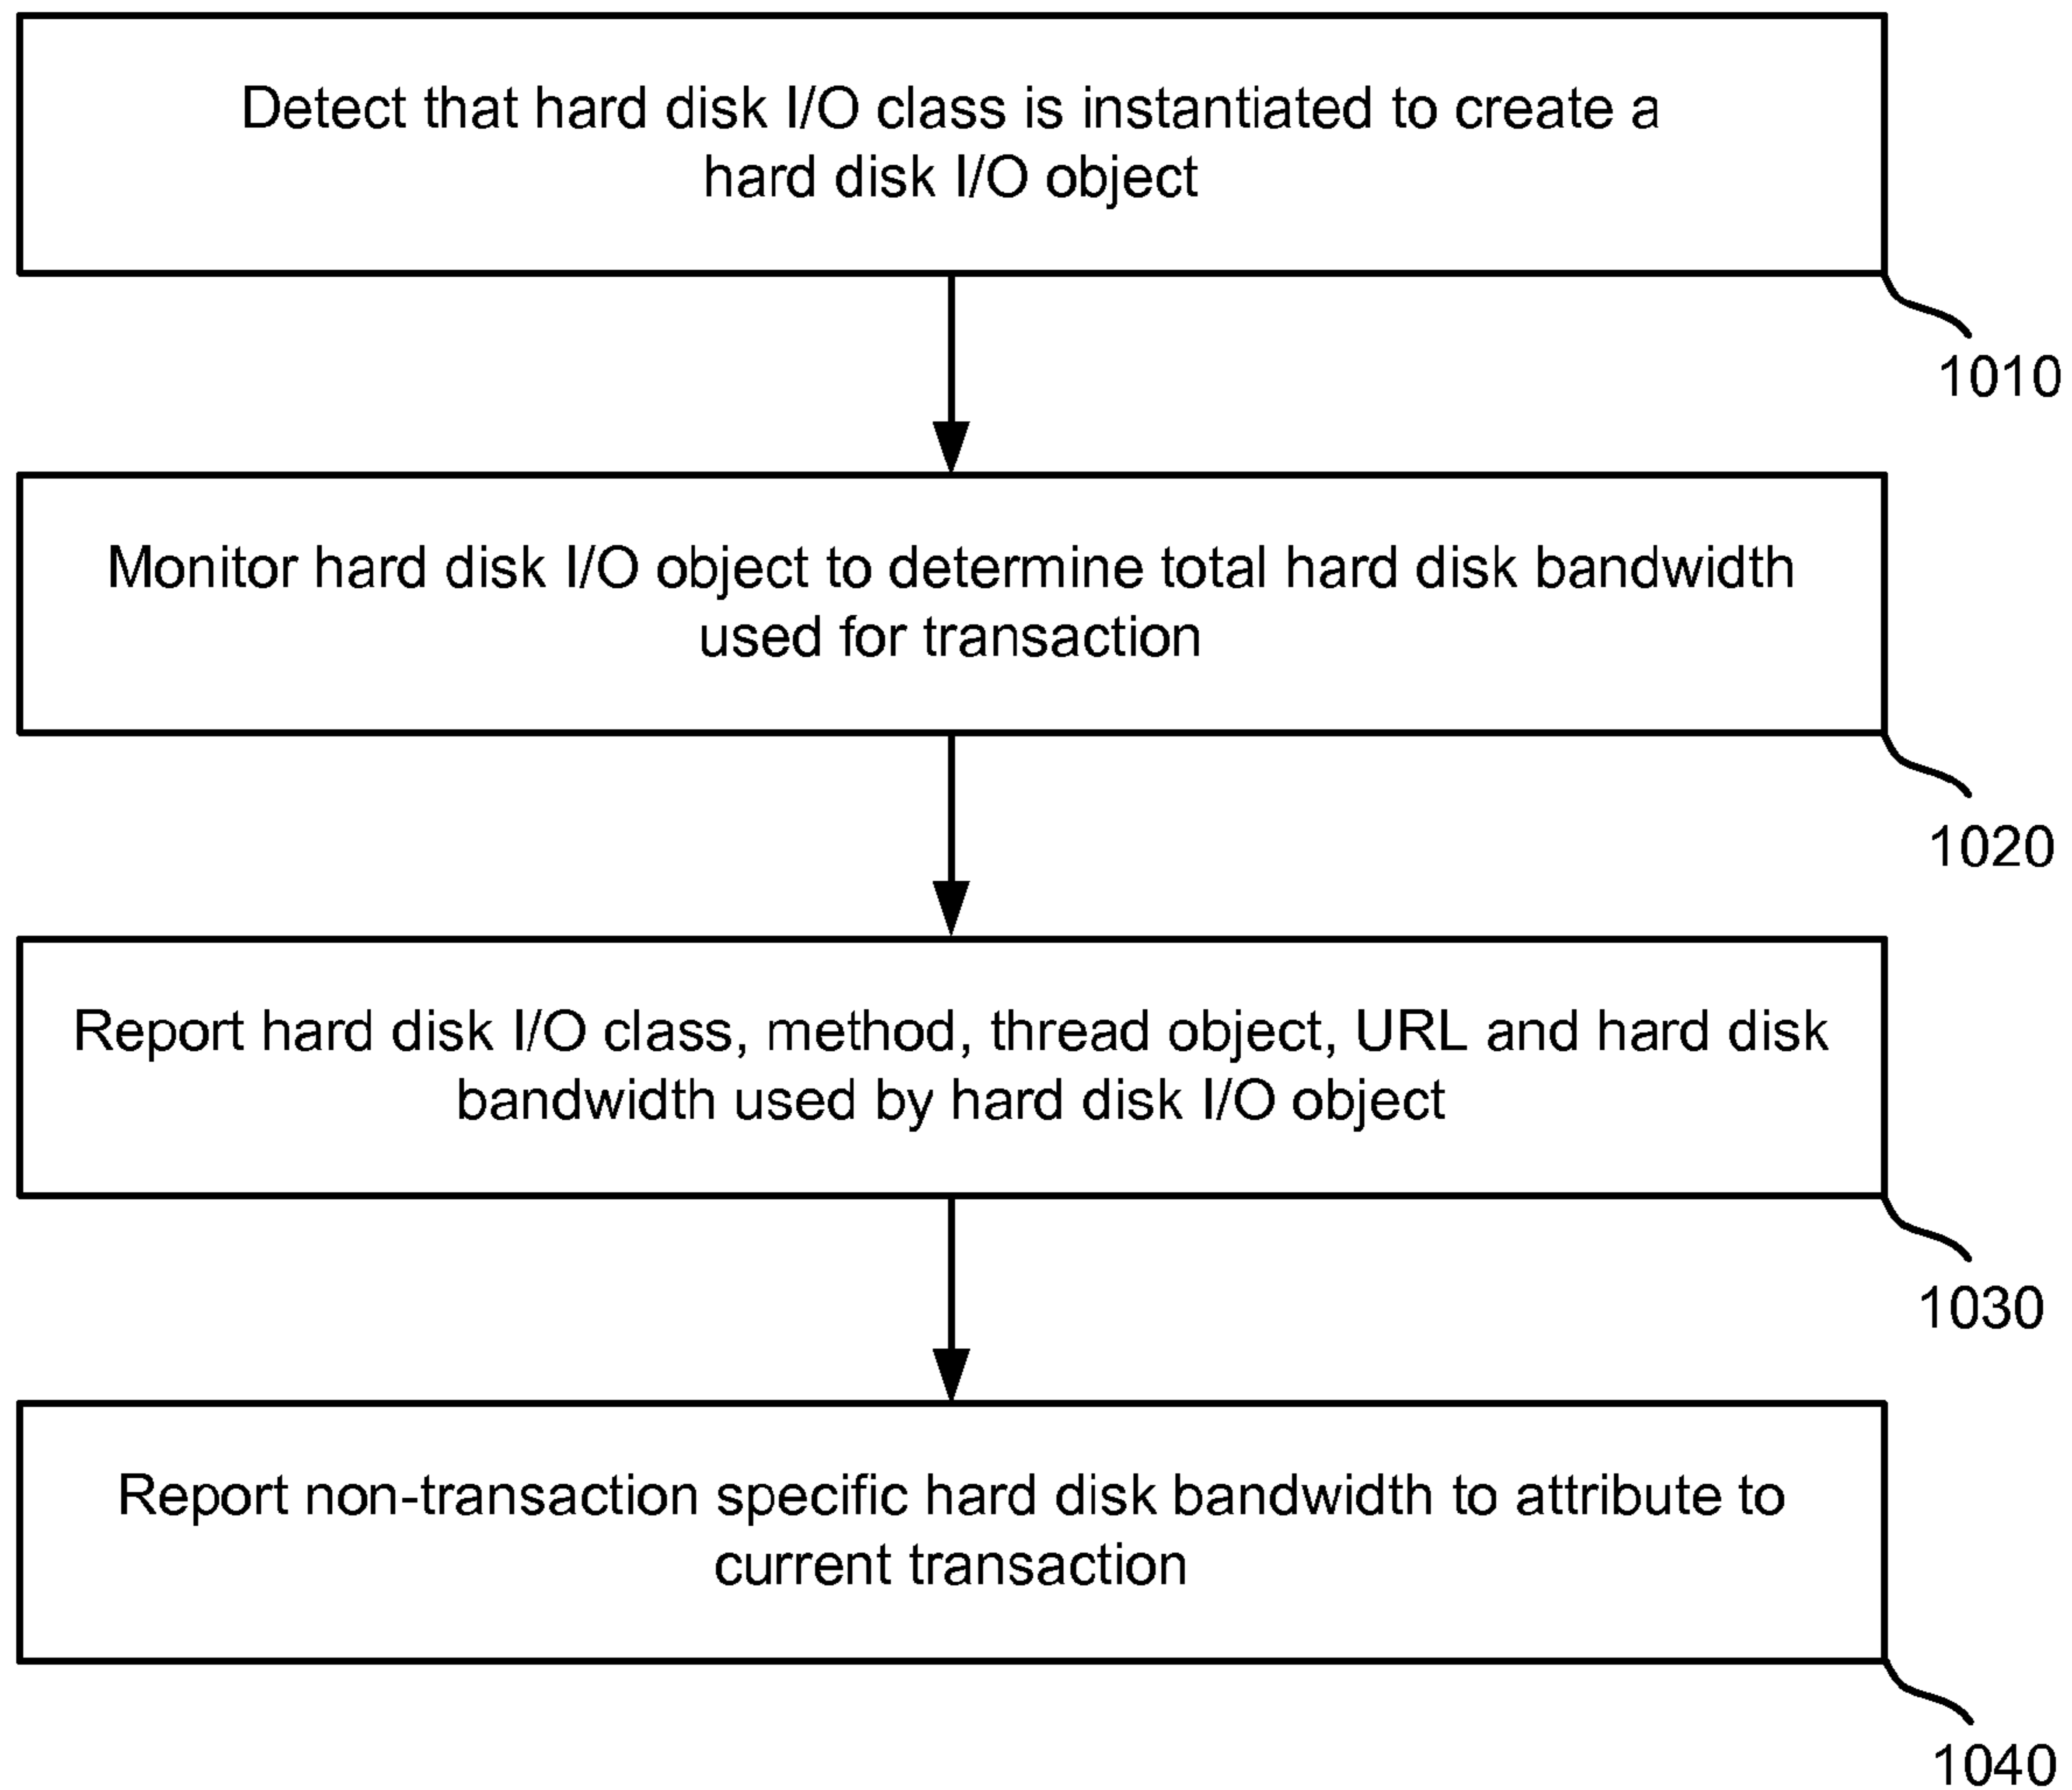 Detect that hard disk I/O class is instantiated to create a
hard disk I/O object
1010
Monitor hard disk I/O object to determine total hard disk bandwidth
used for transaction
1020
Report hard disk I/O class, method, thread object, URL and hard disk
bandwidth used by hard disk I/O object
1030
Report non-transaction specific hard disk bandwidth to attribute to
current transaction
1040